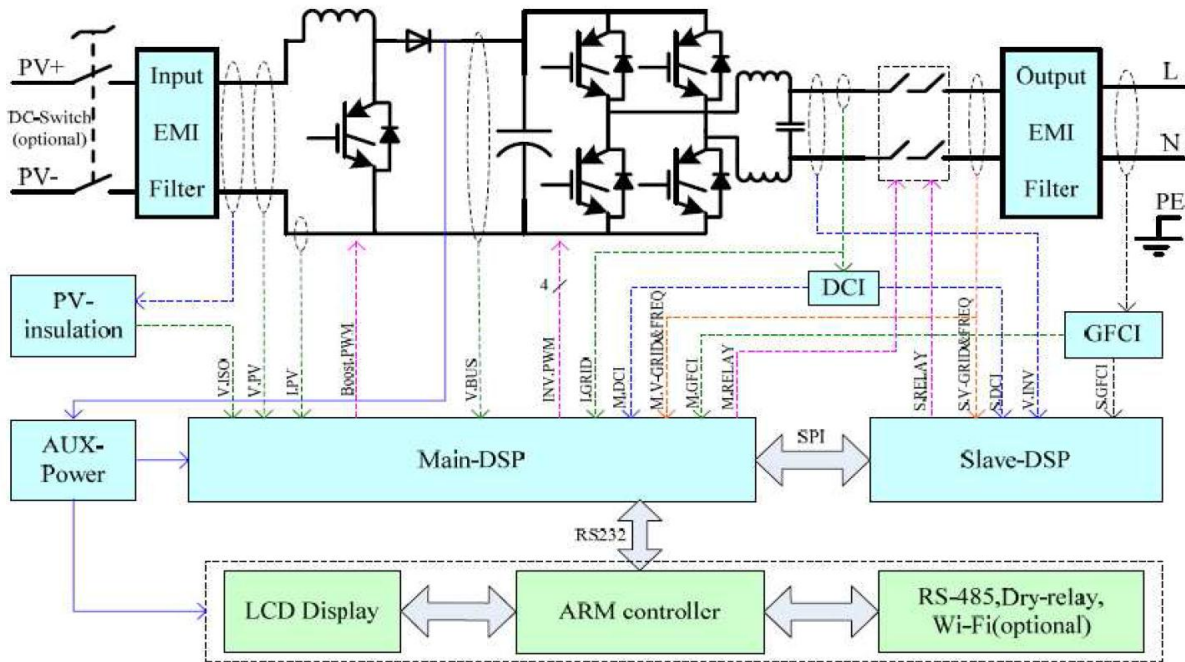 PV+
DC-Switch
(optional)
PV-
Input
EMI
Filter
Output
EMI
Filter
L
N
PE
PV-
insulation
4
DCI
GFCI
V.ISO
V.PV
I.PV
Boost.PWM
V.BUS
INV.PWM
I.GRID
M.DCI
M.V-GRID&FREQ
M.GFCI
M.RELAY
S.RELAY
S.V-GRID&FREQ
S.DCI
V.INV
S.GFCI
AUX-
Power
Main-DSP
SPI
Slave-DSP
RS232
LCD Display
ARM controller
RS-485,Dry-relay,
Wi-Fi(optional)